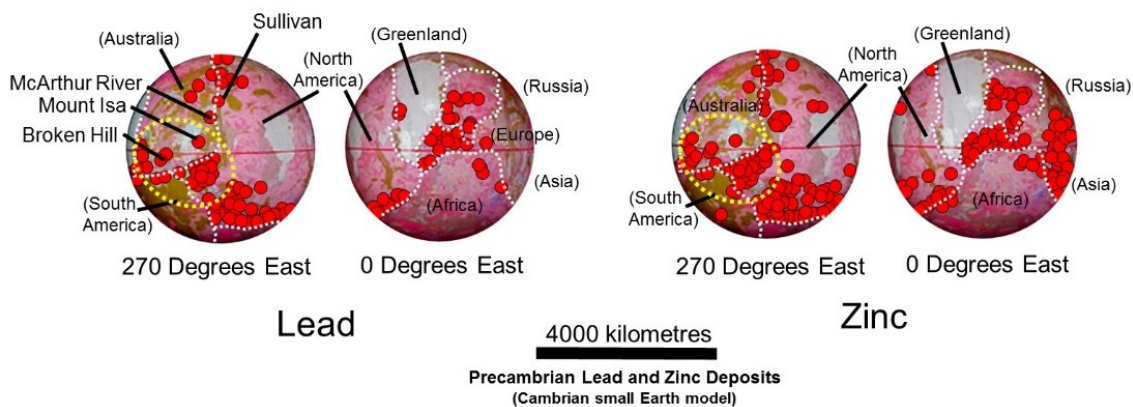 Sullivan
(Australia)
McArthur River
Mount Isa
Broken Hill
(South
America)
270 Degrees East
(North
America)
(Greenland)
(Russia)
(Europe)
(Asia)
(Africa)
0 Degrees East
Lead
(Australia)
(South
America)
270 Degrees East
(North
America)
(Greenland)
(Russia)
(Asia)
(Africa)
0 Degrees East
Zinc
4000 kilometres
Precambrian Lead and Zinc Deposits
(Cambrian small Earth model)